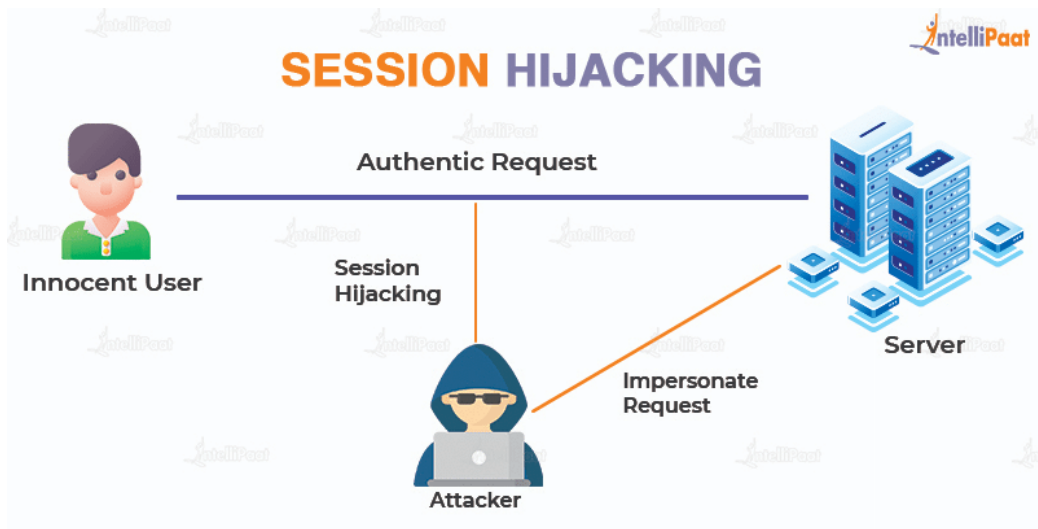 IntelliPaat
SESSION HIJACKING
Authentic Request
Innocent User
Session
Hijacking
Server
Impersonate
Request
Attacker